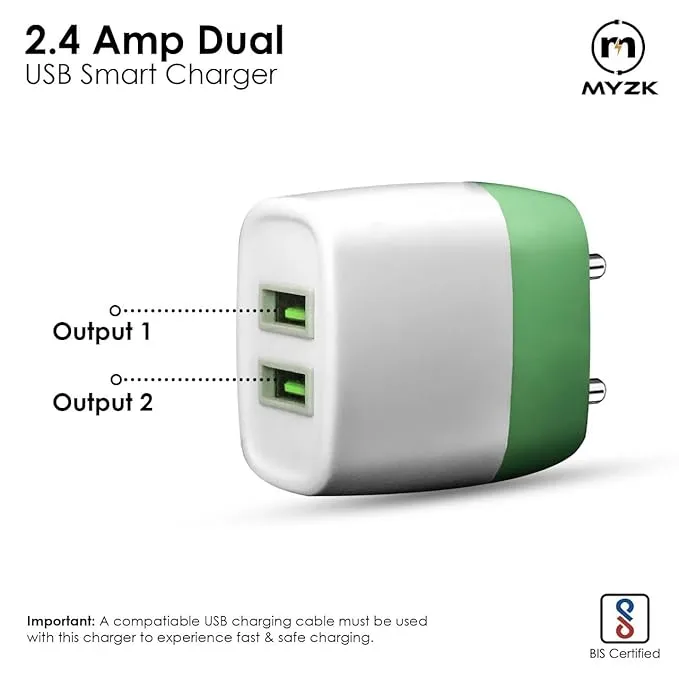 2.4 Amp Dual
USB Smart Charger
MYZK
Output 1
Output 2
Important: A compatiable USB charging cable must be used
with this charger to experience fast & safe charging.
BIS Certified